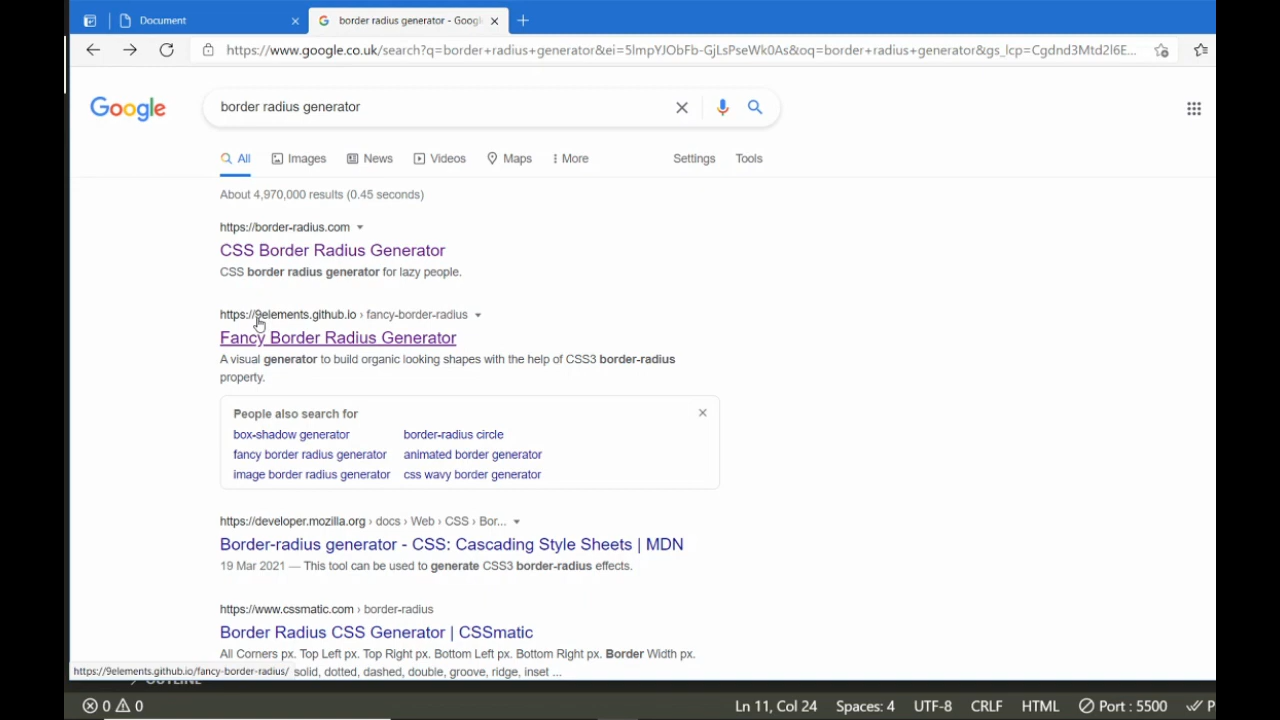 Document
border radius generator - Googl
https://www.google.co.uk/search?q=border+radius+generator&ei=5lmpYJObFb-GjLsPseWk0As&oq=border+radius+generator&gs_lcp=Cgdnd3Mtd2l6E...
Google
border radius generator
All Images News Videos Maps More Settings Tools
About 4,970,000 results (0.45 seconds)
https://border-radius.com
CSS Border Radius Generator
CSS border radius generator for lazy people.
https://9elements.github.io › fancy-border-radius
Fancy Border Radius Generator
A visual generator to build organic looking shapes with the help of CSS3 border-radius
property.
People also search for
box-shadow generator border-radius circle
fancy border radius generator animated border generator
image border radius generator css wavy border generator
https://developer.mozilla.org › docs › Web › CSS › Bor...
Border-radius generator - CSS: Cascading Style Sheets | MDN
19 Mar 2021 — This tool can be used to generate CSS3 border-radius effects.
https://www.cssmatic.com › border-radius
Border Radius CSS Generator | CSSmatic
All Corners px. Top Left px. Top Right px. Bottom Left px. Bottom Right px. Border Width px.
https://9elements.github.io/fancy-border-radius/ solid, dotted, dashed, double, groove, ridge, inset ...
0 0 Ln 11, Col 24 Spaces: 4 UTF-8 CRLF HTML Port : 5500 P